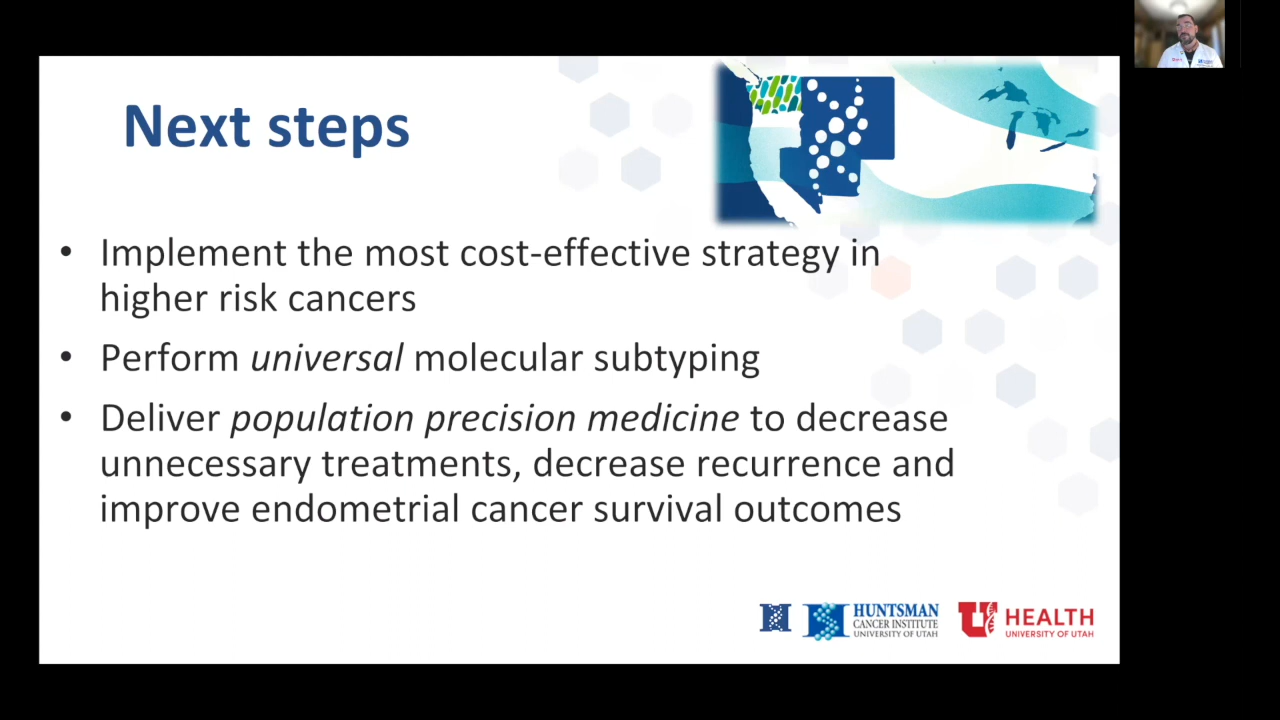 Next steps
• Implement the most cost-effective strategy in
higher risk cancers
• Perform universal molecular subtyping
• Deliver population precision medicine to decrease
unnecessary treatments, decrease recurrence and
improve endometrial cancer survival outcomes
HUNTSMAN
CANCER INSTITUTE
UNIVERSITY OF UTAH
U HEALTH
UNIVERSITY OF UTAH